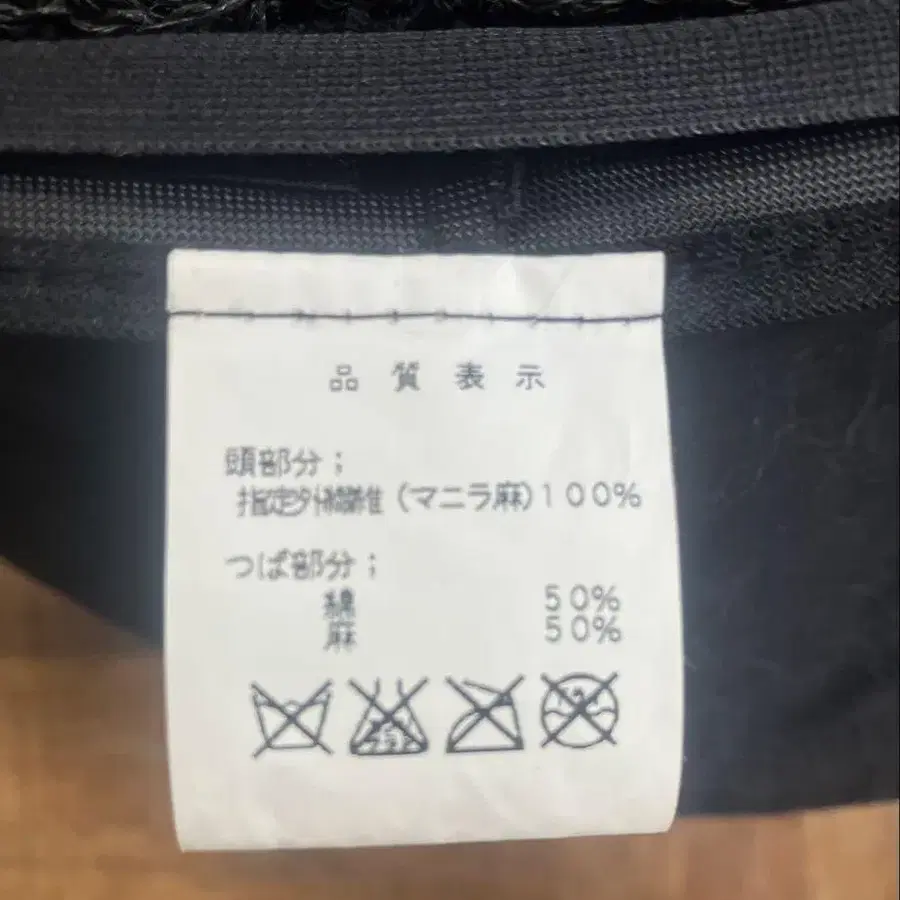 品質表示
頭部分；
指定外繊維（マニラ麻）100％
つば部分；
綿 50％
麻 50％